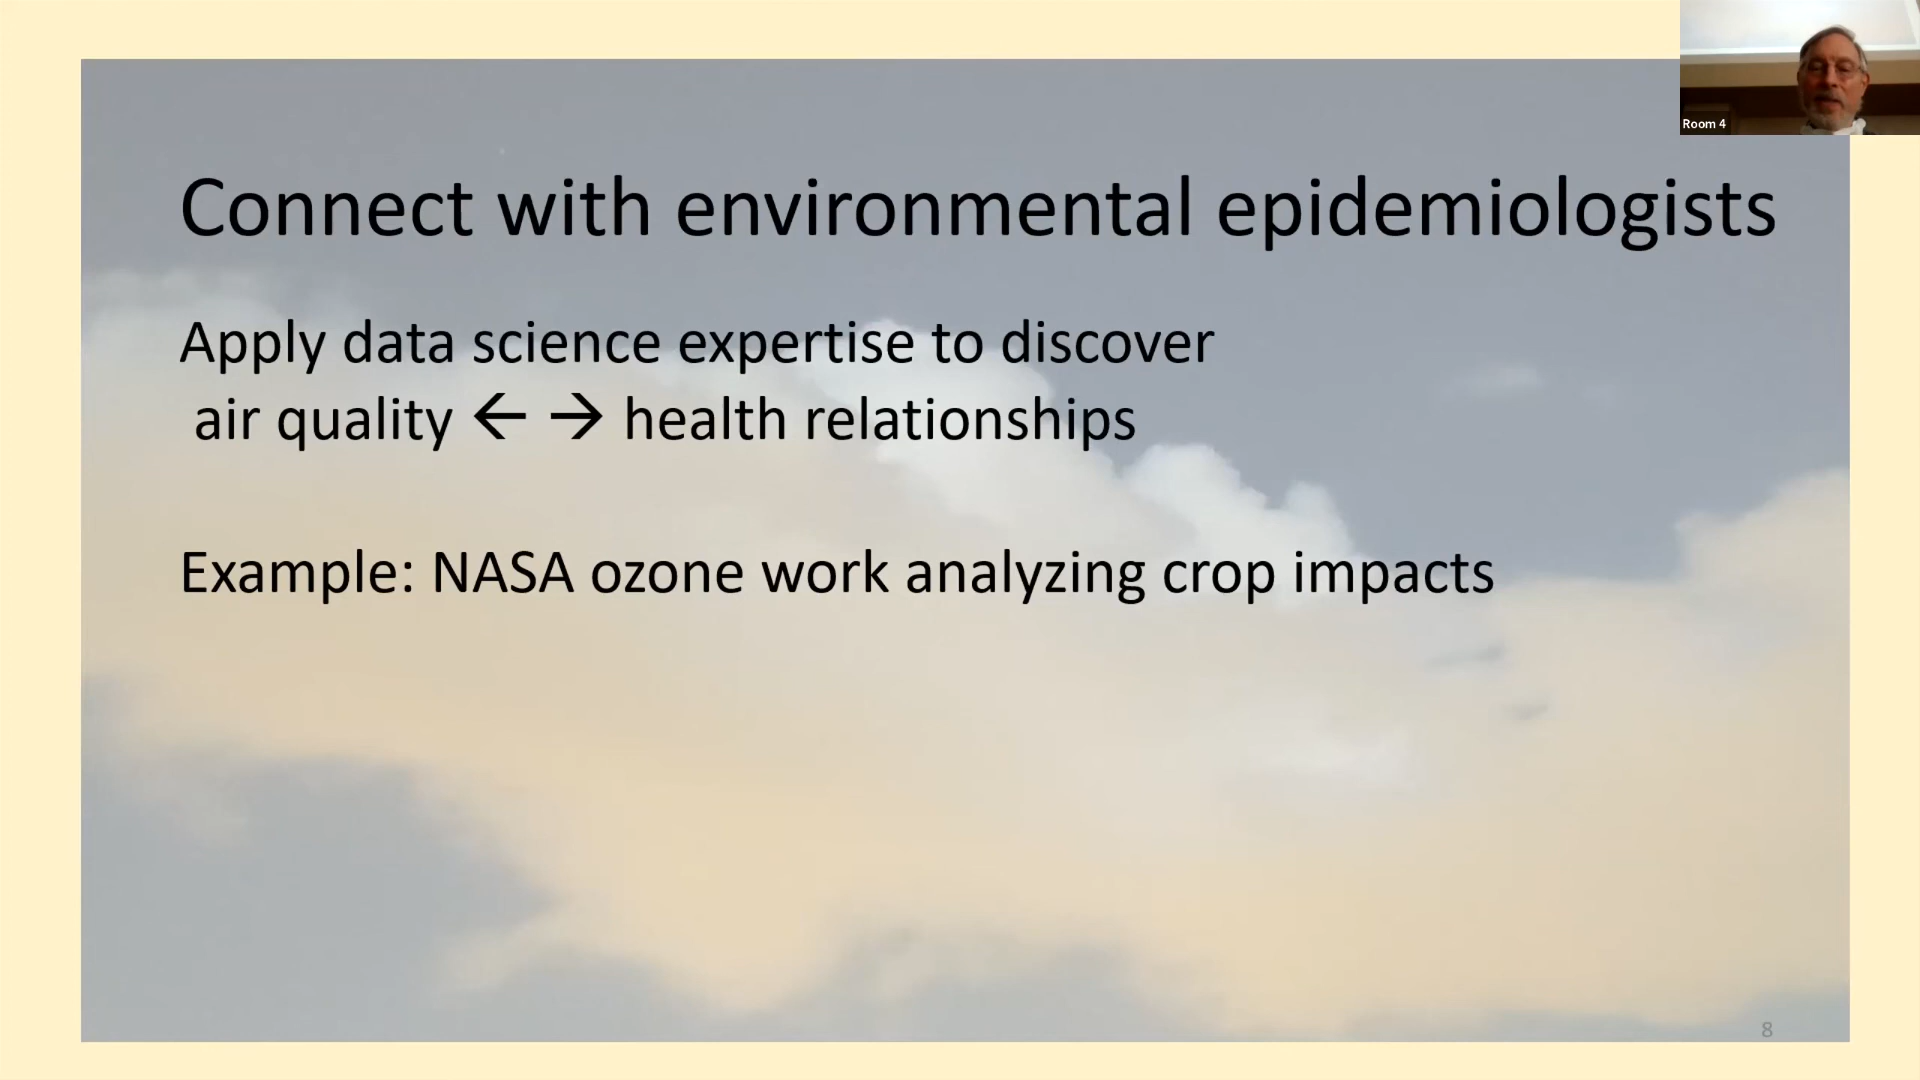 Room 4
Connect with environmental epidemiologists
Apply data science expertise to discover
air quality ← → health relationships
Example: NASA ozone work analyzing crop impacts
8